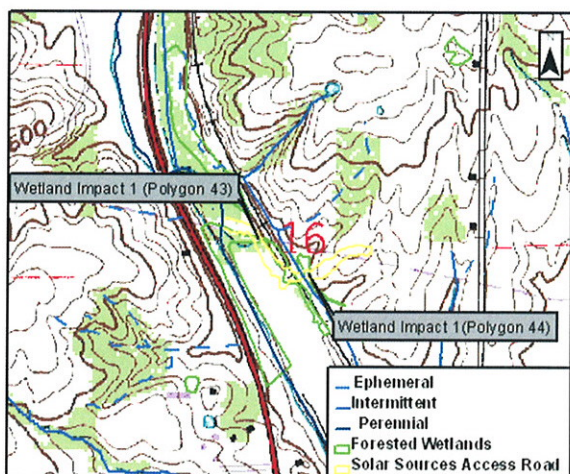 600
Wetland Impact 1 (Polygon 43)
16
Wetland Impact 1(Polygon 44)
Ephemeral
Intermittent
Perennial
Forested Wetlands
Solar Sources Access Road